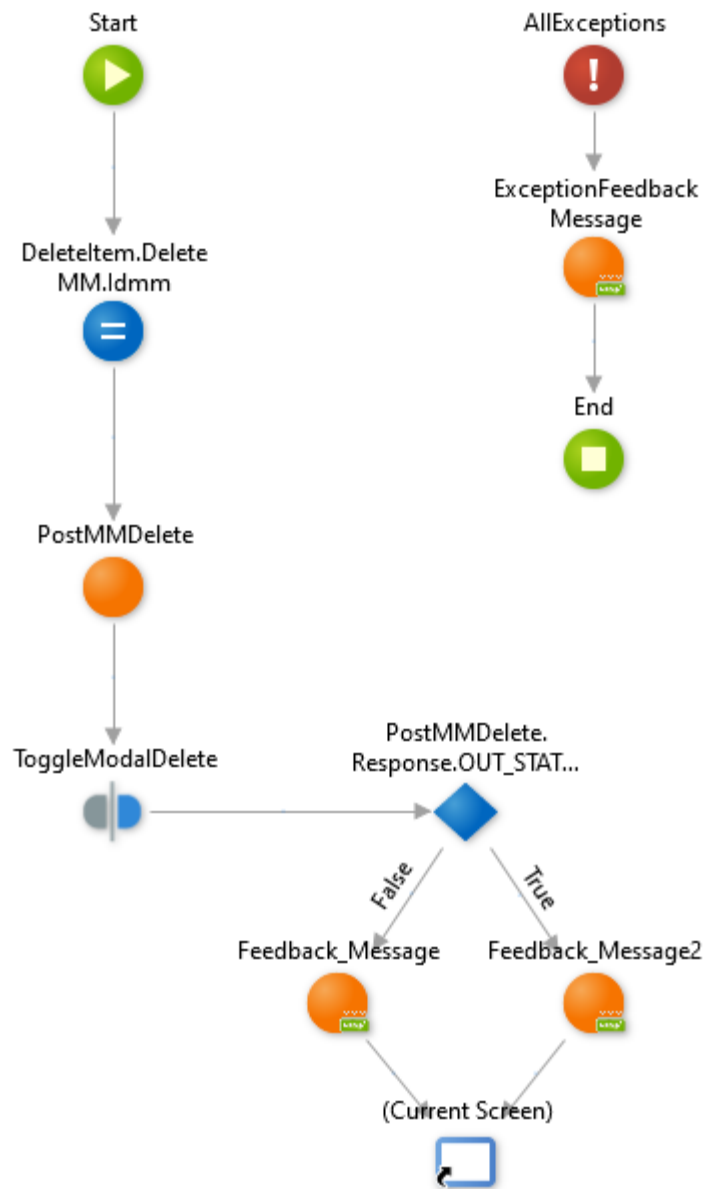 Start
AllExceptions
ExceptionFeedback
Message
DeleteItem.Delete
MM.Idmm
End
PostMMDelete
ToggleModalDelete
PostMMDelete.
Response.OUT_STAT...
False
True
Feedback_Message
Feedback_Message2
(Current Screen)